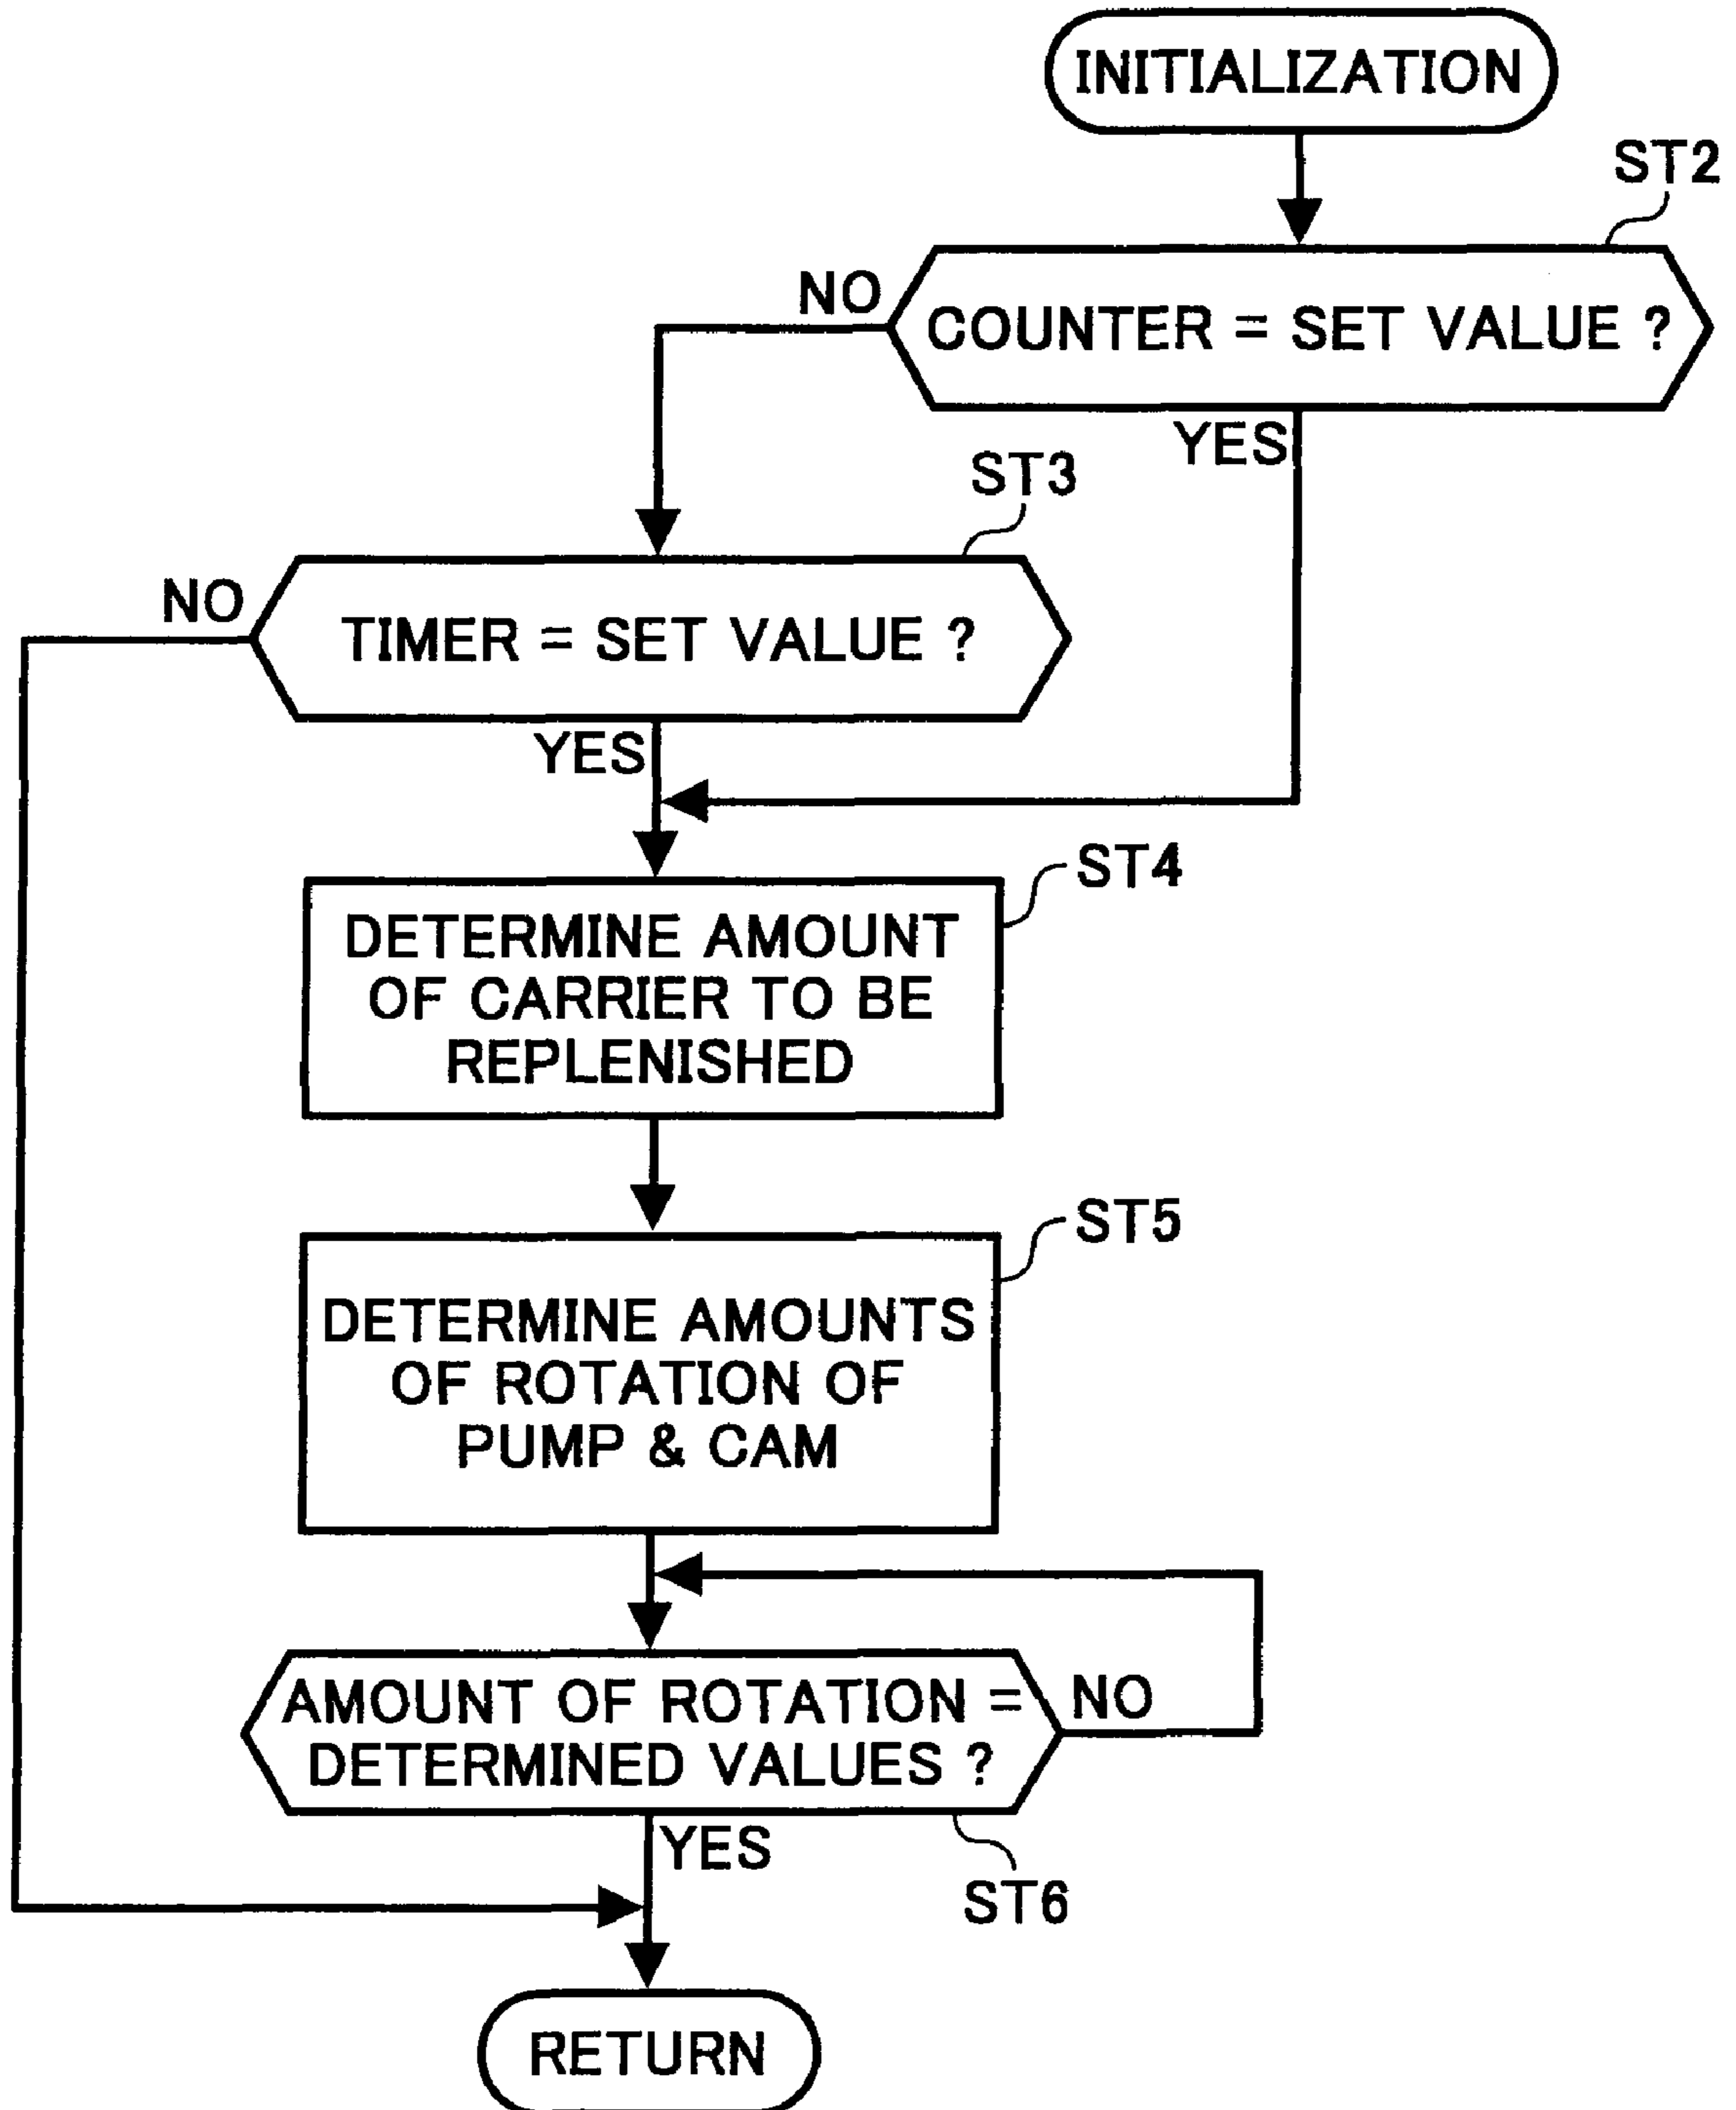 INITIALIZATION
ST2
NO
COUNTER = SET VALUE ?
YES
ST3
NO
TIMER = SET VALUE ?
YES
ST4
DETERMINE AMOUNT
OF CARRIER TO BE
REPLENISHED
ST5
DETERMINE AMOUNTS
OF ROTATION OF
PUMP & CAM
AMOUNT OF ROTATION =
DETERMINED VALUES ?
NO
YES
ST6
RETURN